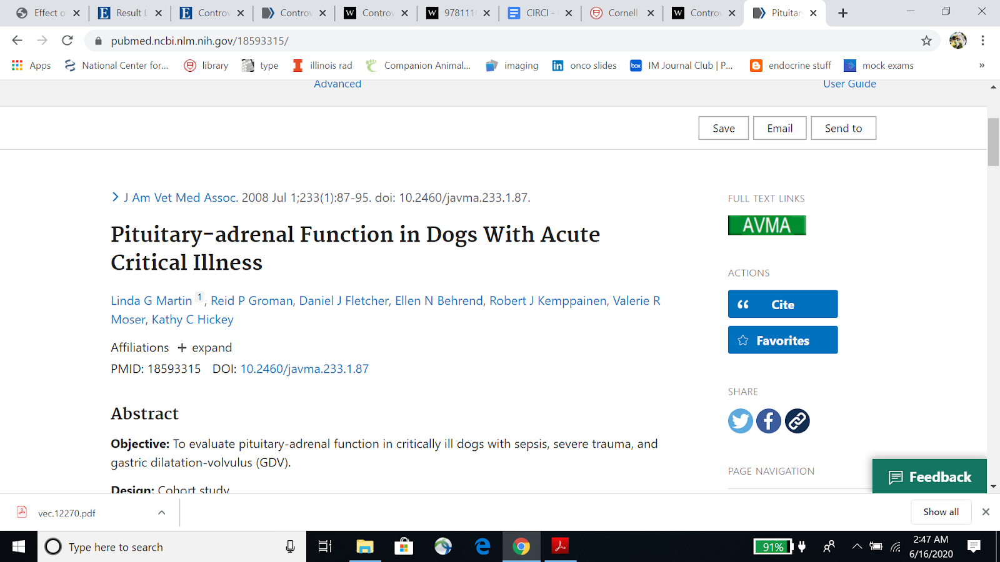 Effect o
Result L
Controv
Controv
Controv
9781118
CIRCI -
Cornell
Controv
Pituitar
pubmed.ncbi.nlm.nih.gov/18593315/
Apps
National Center for...
library
type
illinois rad
Companion Animal...
imaging
onco slides
IM Journal Club | P...
endocrine stuff
mock exams
»
Advanced
User Guide
Save
Email
Send to
J Am Vet Med Assoc. 2008 Jul 1;233(1):87-95. doi: 10.2460/javma.233.1.87.
Pituitary-adrenal Function in Dogs With Acute
Critical Illness
Linda G Martin 1, Reid P Groman, Daniel J Fletcher, Ellen N Behrend, Robert J Kemppainen, Valerie R
Moser, Kathy C Hickey
Affiliations + expand
PMID: 18593315 DOI: 10.2460/javma.233.1.87
Abstract
Objective: To evaluate pituitary-adrenal function in critically ill dogs with sepsis, severe trauma, and
gastric dilatation-volvulus (GDV).
Design: Cohort study
FULL TEXT LINKS
AVMA
ACTIONS
Cite
Favorites
SHARE
PAGE NAVIGATION
Feedback
vec.12270.pdf
Show all
Type here to search
91%
2:47 AM
6/16/2020